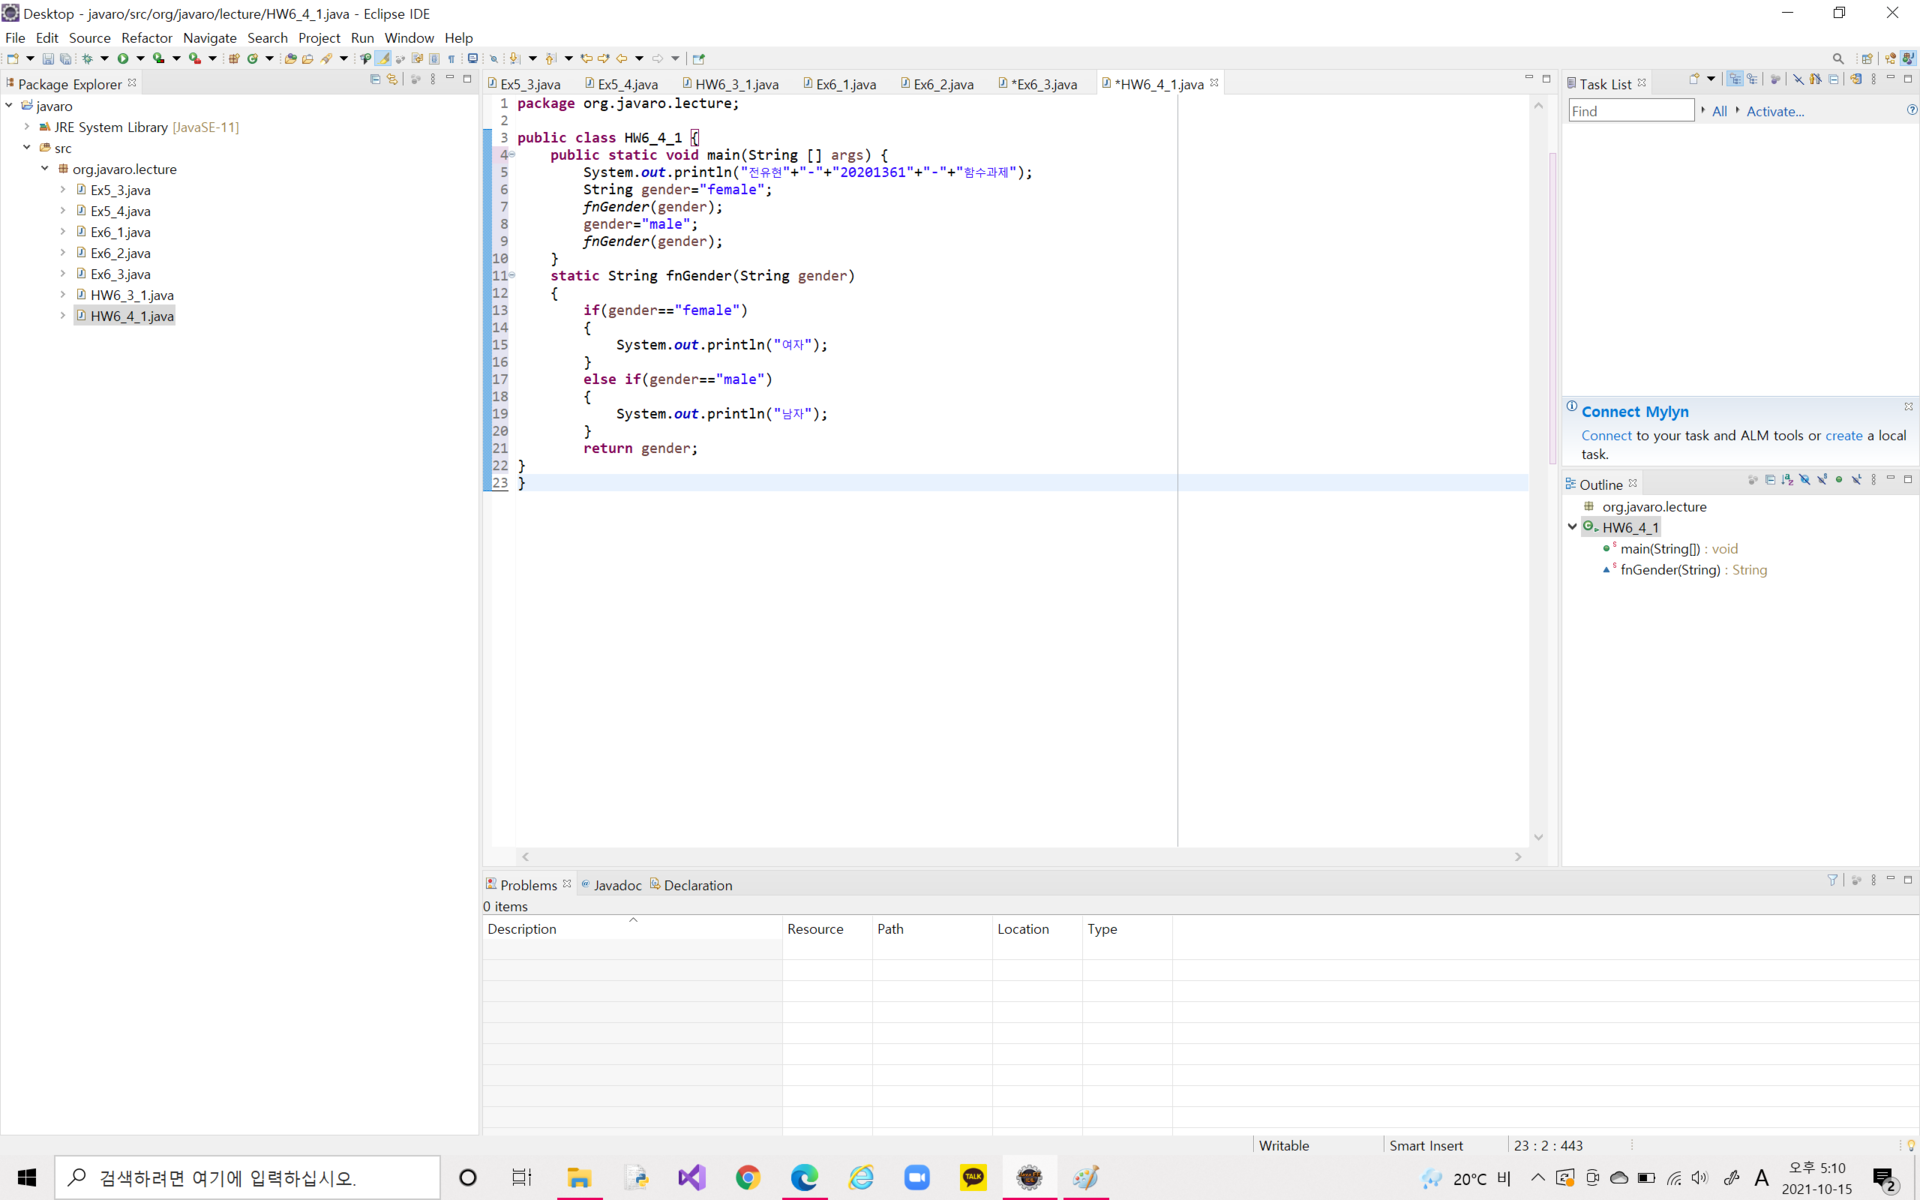 Desktop - javaro/src/org/javaro/lecture/HW6_4_1.java - Eclipse IDE
File Edit Source Refactor Navigate Search Project Run Window Help
Package Explorer
javaro
JRE System Library [JavaSE-11]
src
org.javaro.lecture
Ex5_3.java
Ex5_4.java
Ex6_1.java
Ex6_2.java
Ex6_3.java
HW6_3_1.java
HW6_4_1.java
Ex5_3.java Ex5_4.java HW6_3_1.java Ex6_1.java Ex6_2.java *Ex6_3.java *HW6_4_1.java
1 package org.javaro.lecture;
2
3 public class HW6_4_1 {
4 public static void main(String [] args) {
5 System.out.println("전유현"+"-"+"20201361"+"-"+"함수과제");
6 String gender="female";
7 fnGender(gender);
8 gender="male";
9 fnGender(gender);
10 }
11 static String fnGender(String gender)
12 {
13 if(gender=="female")
14 {
15 System.out.println("여자");
16 }
17 else if(gender=="male")
18 {
19 System.out.println("남자");
20 }
21 return gender;
22 }
23 }
Task List
Find All Activate...
Connect Mylyn
Connect to your task and ALM tools or create a local
task.
Outline
org.javaro.lecture
HW6_4_1
main(String[]) : void
fnGender(String) : String
Problems Javadoc Declaration
0 items
Description Resource Path Location Type
Writable Smart Insert 23 : 2 : 443
검색하려면 여기에 입력하십시오.
TALK
20°C 비
A
오후 5:10
2021-10-15
2